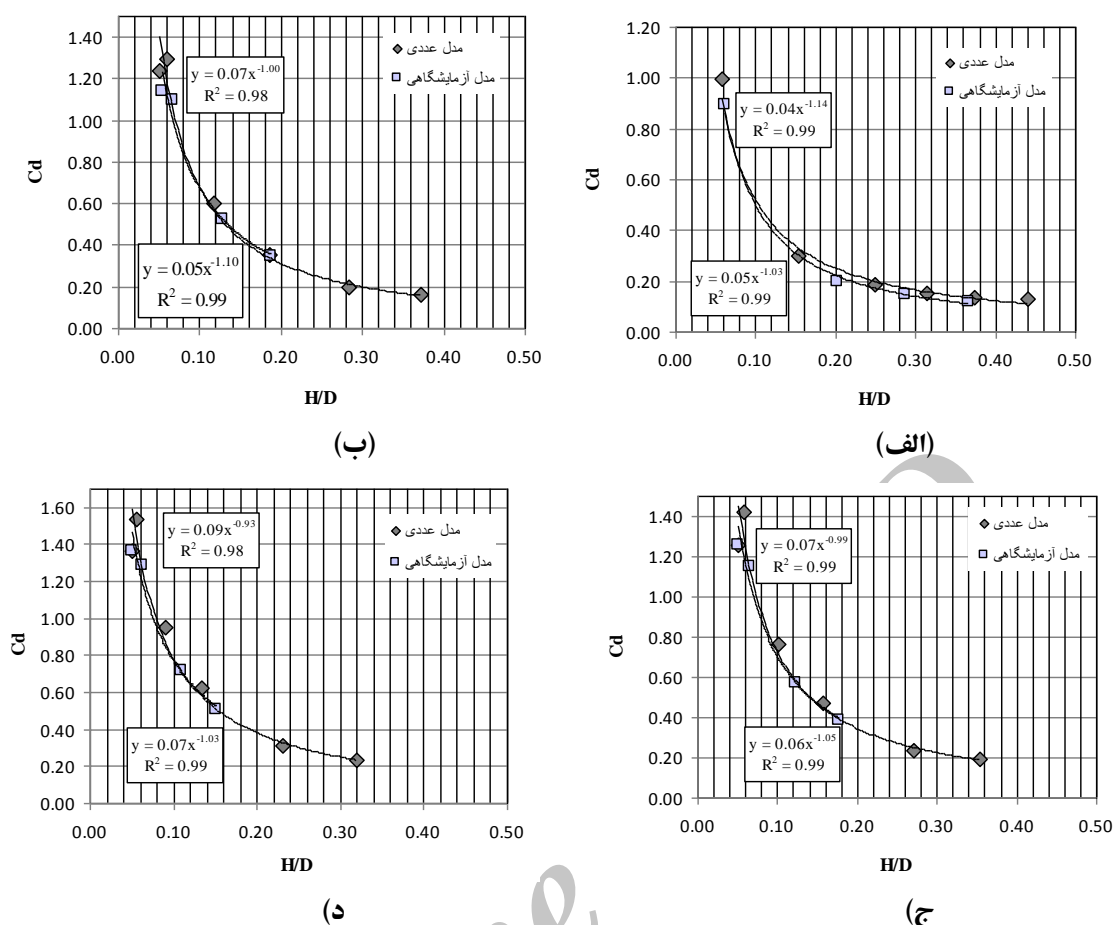 1.40
1.20
1.00
0.80
0.60
0.40
0.20
0.00
Cd
0.00 0.10 0.20 0.30 0.40 0.50
H/D
مدل عددی
مدل آزمایشگاهی
y = 0.07x^-1.00
R² = 0.98
y = 0.05x^-1.10
R² = 0.99
(ب)
1.20
1.00
0.80
0.60
0.40
0.20
0.00
Cd
0.00 0.10 0.20 0.30 0.40 0.50
H/D
مدل عددی
مدل آزمایشگاهی
y = 0.04x^-1.14
R² = 0.99
y = 0.05x^-1.03
R² = 0.99
(الف)
1.60
1.40
1.20
1.00
0.80
0.60
0.40
0.20
0.00
Cd
0.00 0.10 0.20 0.30 0.40 0.50
H/D
مدل عددی
مدل آزمایشگاهی
y = 0.09x^-0.93
R² = 0.98
y = 0.07x^-1.03
R² = 0.99
د)
1.40
1.20
1.00
0.80
0.60
0.40
0.20
0.00
Cd
0.00 0.10 0.20 0.30 0.40 0.50
H/D
مدل عددی
مدل آزمایشگاهی
y = 0.07x^-0.99
R² = 0.99
y = 0.06x^-1.05
R² = 0.99
ج)